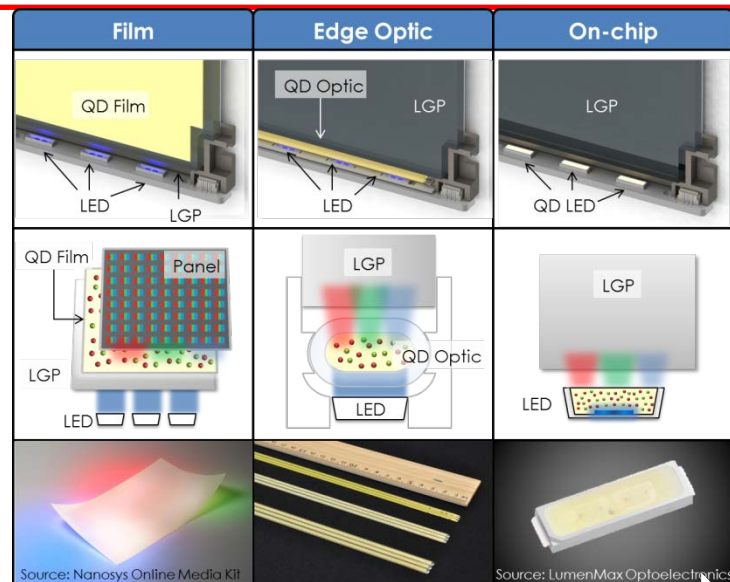 Film
Edge Optic
On-chip
QD Film
LED
LGP
QD Optic
LGP
LED
LGP
QD LED
QD Film
Panel
LGP
LED
LGP
QD Optic
LED
LGP
LED
Source: Nanosys Online Media Kit
Source: LumenMax Optoelectronics